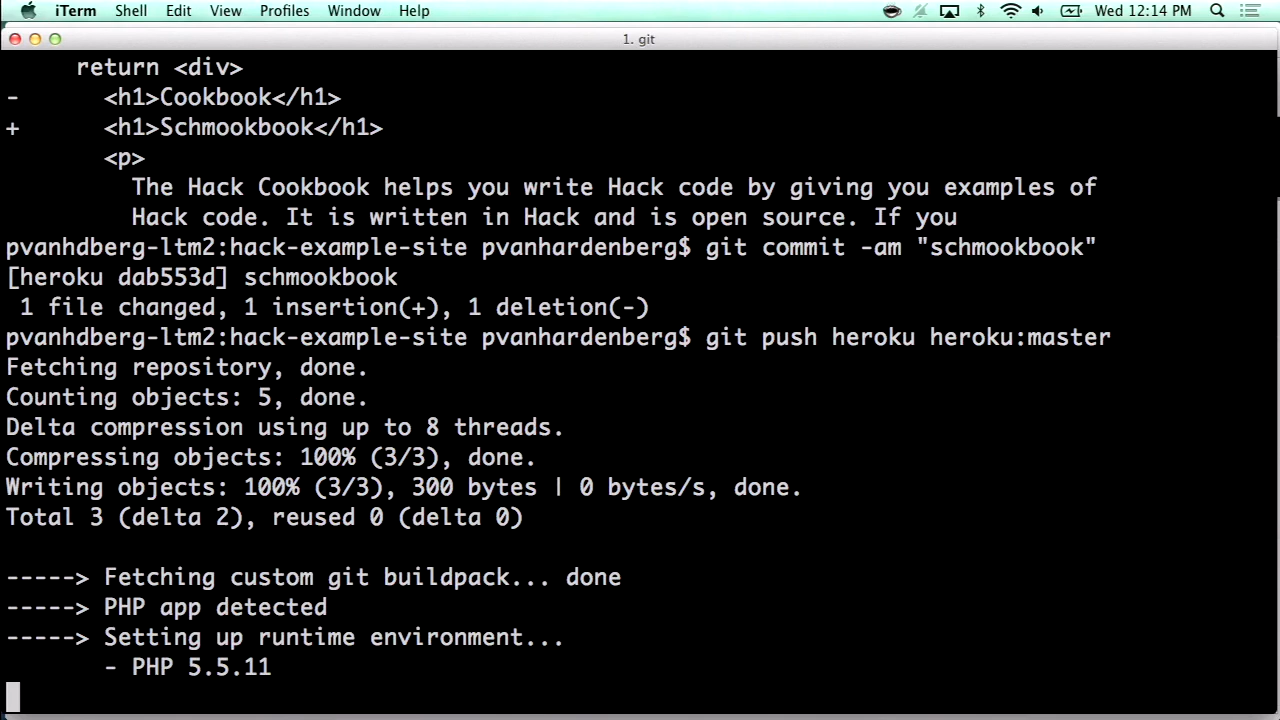 iTerm Shell Edit View Profiles Window Help Wed 12:14 PM
1. git
return <div>
- <h1>Cookbook</h1>
+ <h1>Schmookbook</h1>
<p>
The Hack Cookbook helps you write Hack code by giving you examples of
Hack code. It is written in Hack and is open source. If you
pvanhdberg-ltm2:hack-example-site pvanhardenberg$ git commit -am "schmookbook"
[heroku dab553d] schmookbook
1 file changed, 1 insertion(+), 1 deletion(-)
pvanhdberg-ltm2:hack-example-site pvanhardenberg$ git push heroku heroku:master
Fetching repository, done.
Counting objects: 5, done.
Delta compression using up to 8 threads.
Compressing objects: 100% (3/3), done.
Writing objects: 100% (3/3), 300 bytes | 0 bytes/s, done.
Total 3 (delta 2), reused 0 (delta 0)
-----> Fetching custom git buildpack... done
-----> PHP app detected
-----> Setting up runtime environment...
- PHP 5.5.11